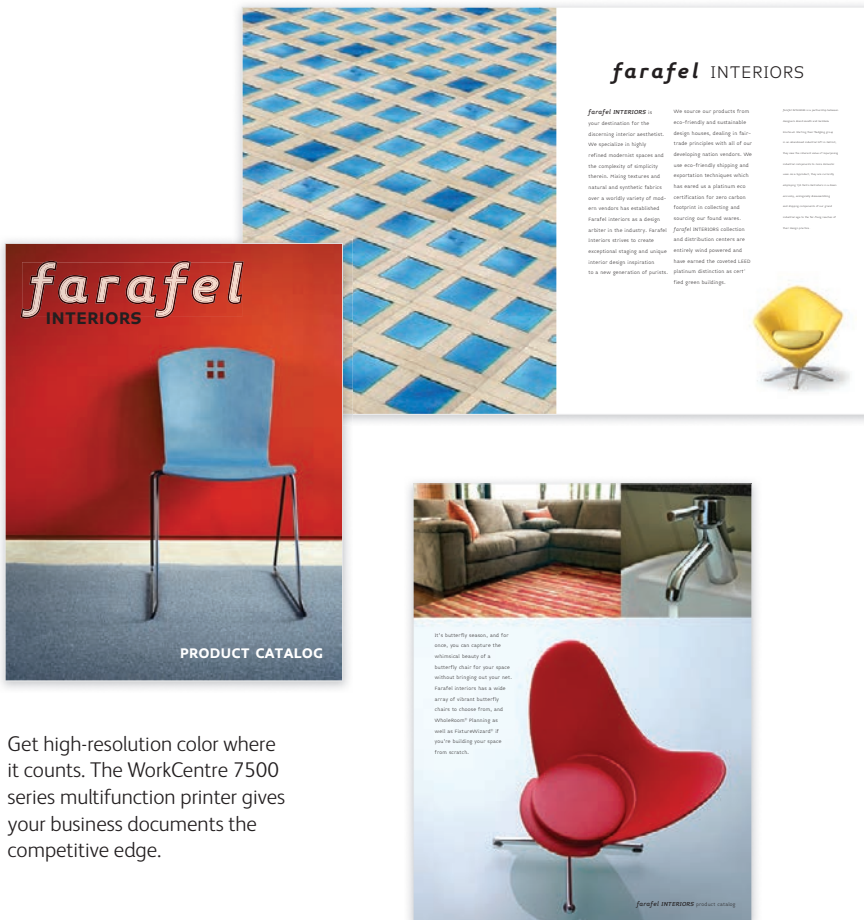 farafel INTERIORS
farafel INTERIORS is
your destination for the
discerning interior aesthetist.
We specialize in highly
refined modernist spaces and
the complexity of simplicity
therein. Mixing textures and
natural and synthetic fabrics
over a worldly variety of mod-
ern vendors has established
Farafel interiors as a design
arbiter in the industry. Farafel
Interiors strives to create
exceptional staging and unique
interior design inspiration
to a new generation of purists.
We source our products from
eco-friendly and sustainable
design houses, dealing in fair-
trade principles with all of our
developing nation vendors. We
use eco-friendly shipping and
exportation techniques which
has eared us a platinum eco
certification for zero carbon
footprint in collecting and
sourcing our found wares.
farafel INTERIORS collection
and distribution centers are
entirely wind powered and
have earned the coveted LEED
platinum distinction as cert'
fied green buildings.
farafel
INTERIORS
PRODUCT CATALOG
It's butterfly season, and for
once, you can capture the
whimsical beauty of a
butterfly chair for your space
without bringing out your net.
Farafel interiors has a wide
array of vibrant butterfly
chairs to choose from, and
WholeRoom® Planning as
well as FixtureWizard® if
you're building your space
from scratch.
farafel INTERIORS product catalog
Get high-resolution color where
it counts. The WorkCentre 7500
series multifunction printer gives
your business documents the
competitive edge.